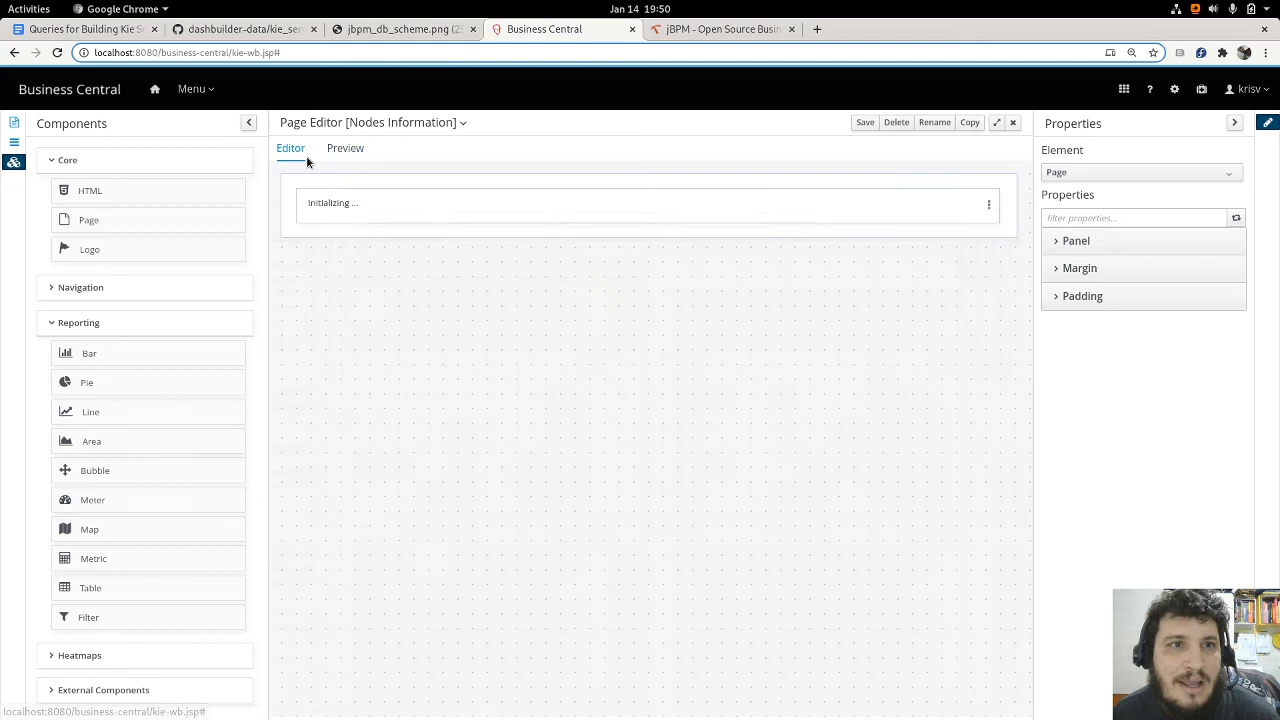 Activities
Google Chrome
Jan 14 19:50
Queries for Building Kie S
dashbuilder-data/kie_ser
jbpm_db_scheme.png (25
Business Central
jBPM - Open Source Busin
localhost:8080/business-central/kie-wb.jsp#
Business Central
Menu
krisv
Components
Page Editor [Nodes Information]
Save
Delete
Rename
Copy
Properties
Core
Editor
Preview
Element
Page
HTML
Initializing ...
Properties
Page
filter properties...
Logo
Panel
Margin
Navigation
Padding
Reporting
Bar
Pie
Line
Area
Bubble
Meter
Map
Metric
Table
Filter
Heatmaps
External Components
localhost:8080/business-central/kie-wb.jsp#